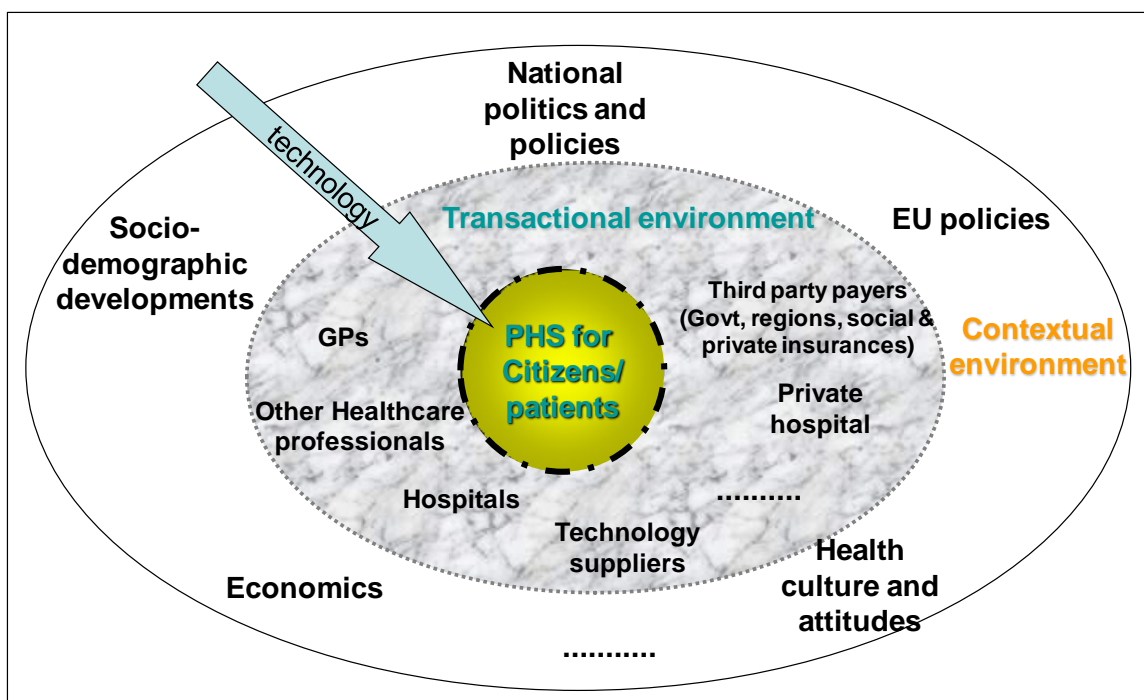 National
politics and
policies
technology
Socio-
demographic
developments
Transactional environment
EU policies
GPs
PHS for
Citizens/
patients
Third party payers
(Govt, regions, social &
private insurances)
Contextual
environment
Other Healthcare
professionals
Private
hospital
Hospitals
..........
Technology
suppliers
Health
culture and
attitudes
Economics
...........